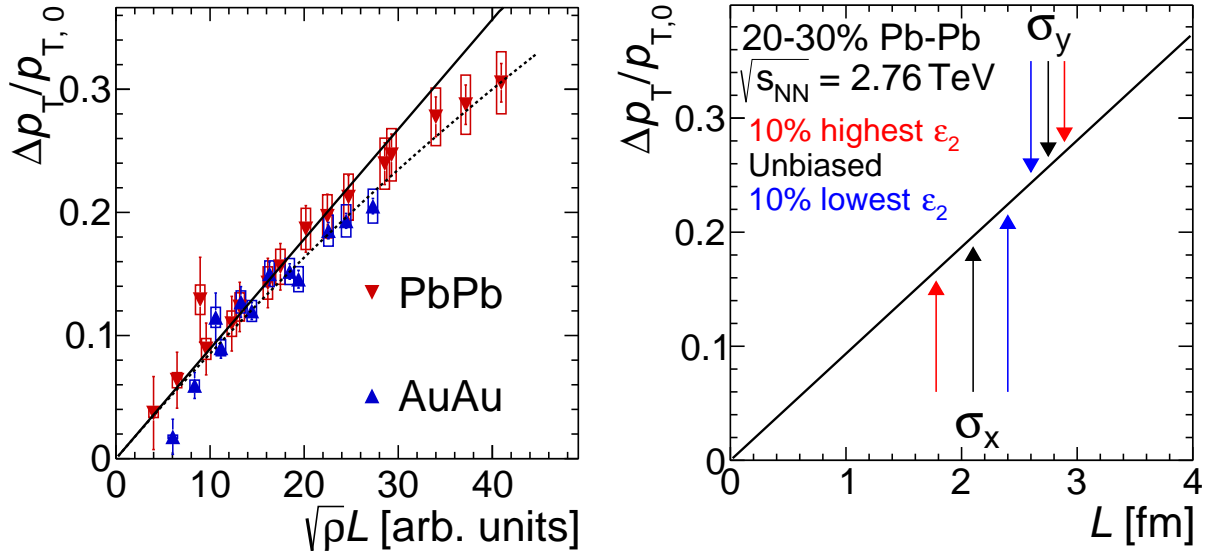 Δp_T/p_T,0
0.3
0.2
0.1
0
0 10 20 30 40
√ρL [arb. units]
PbPb
AuAu
Δp_T/p_T,0
0.3
0.2
0.1
0
0 1 2 3 4
L [fm]
20-30% Pb-Pb
√s_NN = 2.76 TeV
10% highest ε_2
Unbiased
10% lowest ε_2
σ_y
σ_x